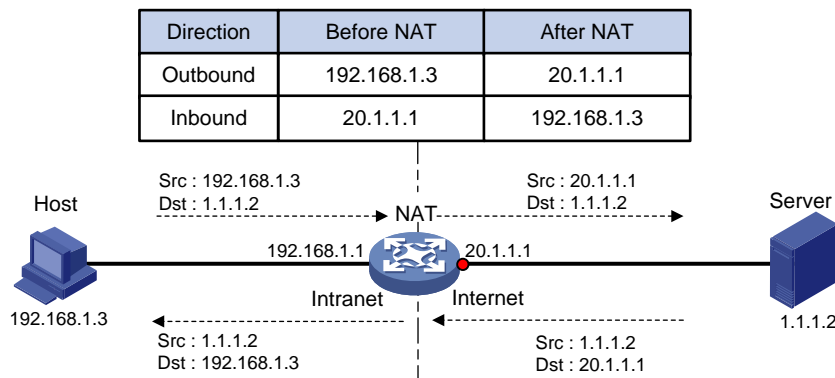 Direction Before NAT After NAT
Outbound 192.168.1.3 20.1.1.1
Inbound 20.1.1.1 192.168.1.3
Src : 192.168.1.3
Dst : 1.1.1.2
Src : 20.1.1.1
Dst : 1.1.1.2
Host
NAT
Server
192.168.1.1
20.1.1.1
Intranet
Internet
192.168.1.3
1.1.1.2
Src : 1.1.1.2
Dst : 192.168.1.3
Src : 1.1.1.2
Dst : 20.1.1.1